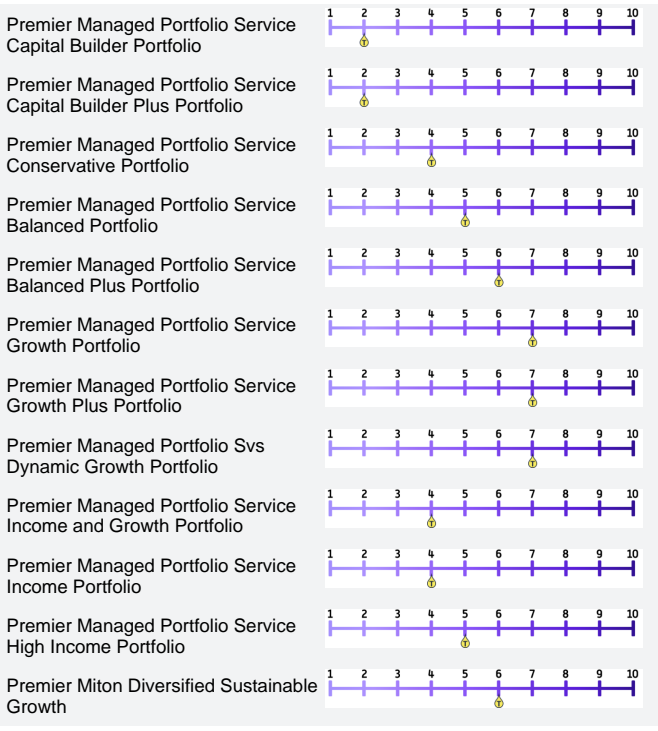 1 2 3 4 5 6 7 8 9 10
Premier Managed Portfolio Service
Capital Builder Portfolio
T
1 2 3 4 5 6 7 8 9 10
Premier Managed Portfolio Service
Capital Builder Plus Portfolio
T
1 2 3 4 5 6 7 8 9 10
Premier Managed Portfolio Service
Conservative Portfolio
T
1 2 3 4 5 6 7 8 9 10
Premier Managed Portfolio Service
Balanced Portfolio
T
1 2 3 4 5 6 7 8 9 10
Premier Managed Portfolio Service
Balanced Plus Portfolio
T
1 2 3 4 5 6 7 8 9 10
Premier Managed Portfolio Service
Growth Portfolio
T
1 2 3 4 5 6 7 8 9 10
Premier Managed Portfolio Service
Growth Plus Portfolio
T
1 2 3 4 5 6 7 8 9 10
Premier Managed Portfolio Svs
Dynamic Growth Portfolio
T
1 2 3 4 5 6 7 8 9 10
Premier Managed Portfolio Service
Income and Growth Portfolio
T
1 2 3 4 5 6 7 8 9 10
Premier Managed Portfolio Service
Income Portfolio
T
1 2 3 4 5 6 7 8 9 10
Premier Managed Portfolio Service
High Income Portfolio
T
1 2 3 4 5 6 7 8 9 10
Premier Miton Diversified Sustainable
Growth
T